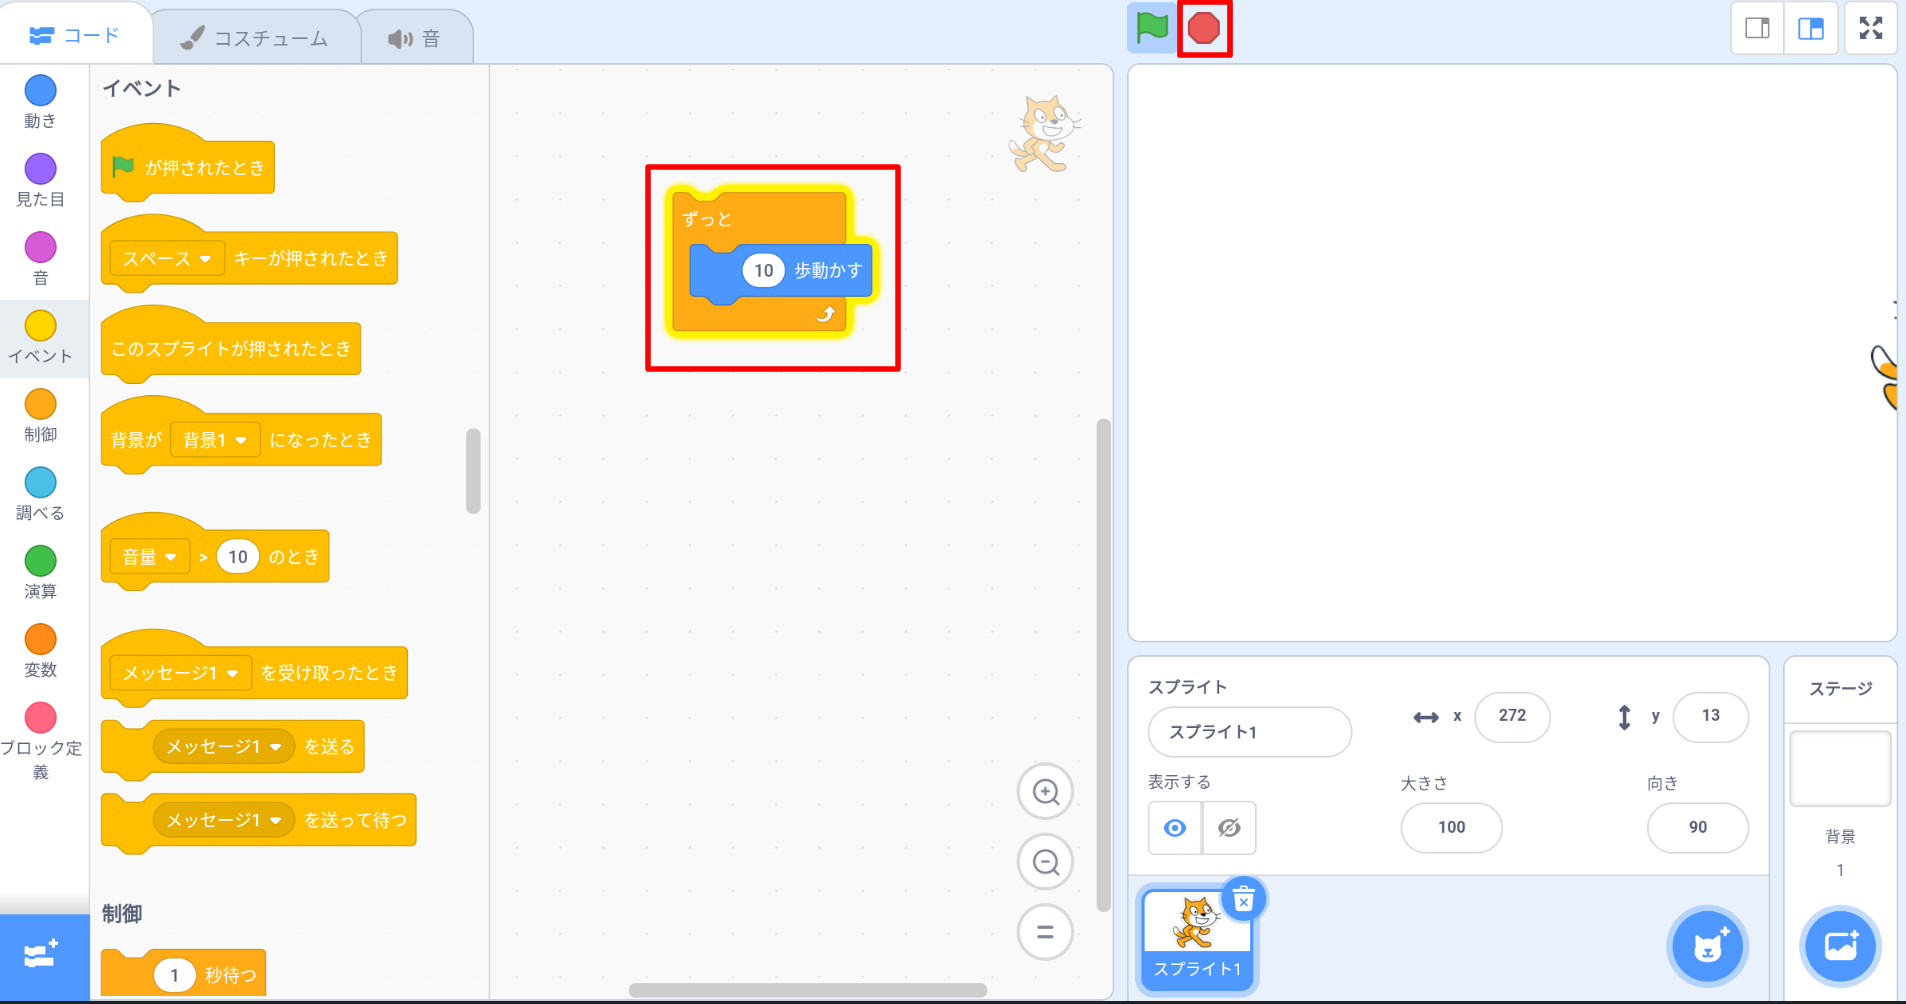 コード
コスチューム
音
動き
見た目
音
イベント
制御
調べる
演算
変数
ブロック定
義
イベント
が押されたとき
スペース キーが押されたとき
このスプライトが押されたとき
背景が 背景1 になったとき
音量 > 10 のとき
メッセージ1 を受け取ったとき
メッセージ1 を送る
メッセージ1 を送って待つ
制御
1 秒待つ
ずっと
10 歩動かす
スプライト
スプライト1
x 272
y 13
表示する
大きさ
100
向き
90
スプライト1
ステージ
背景
1